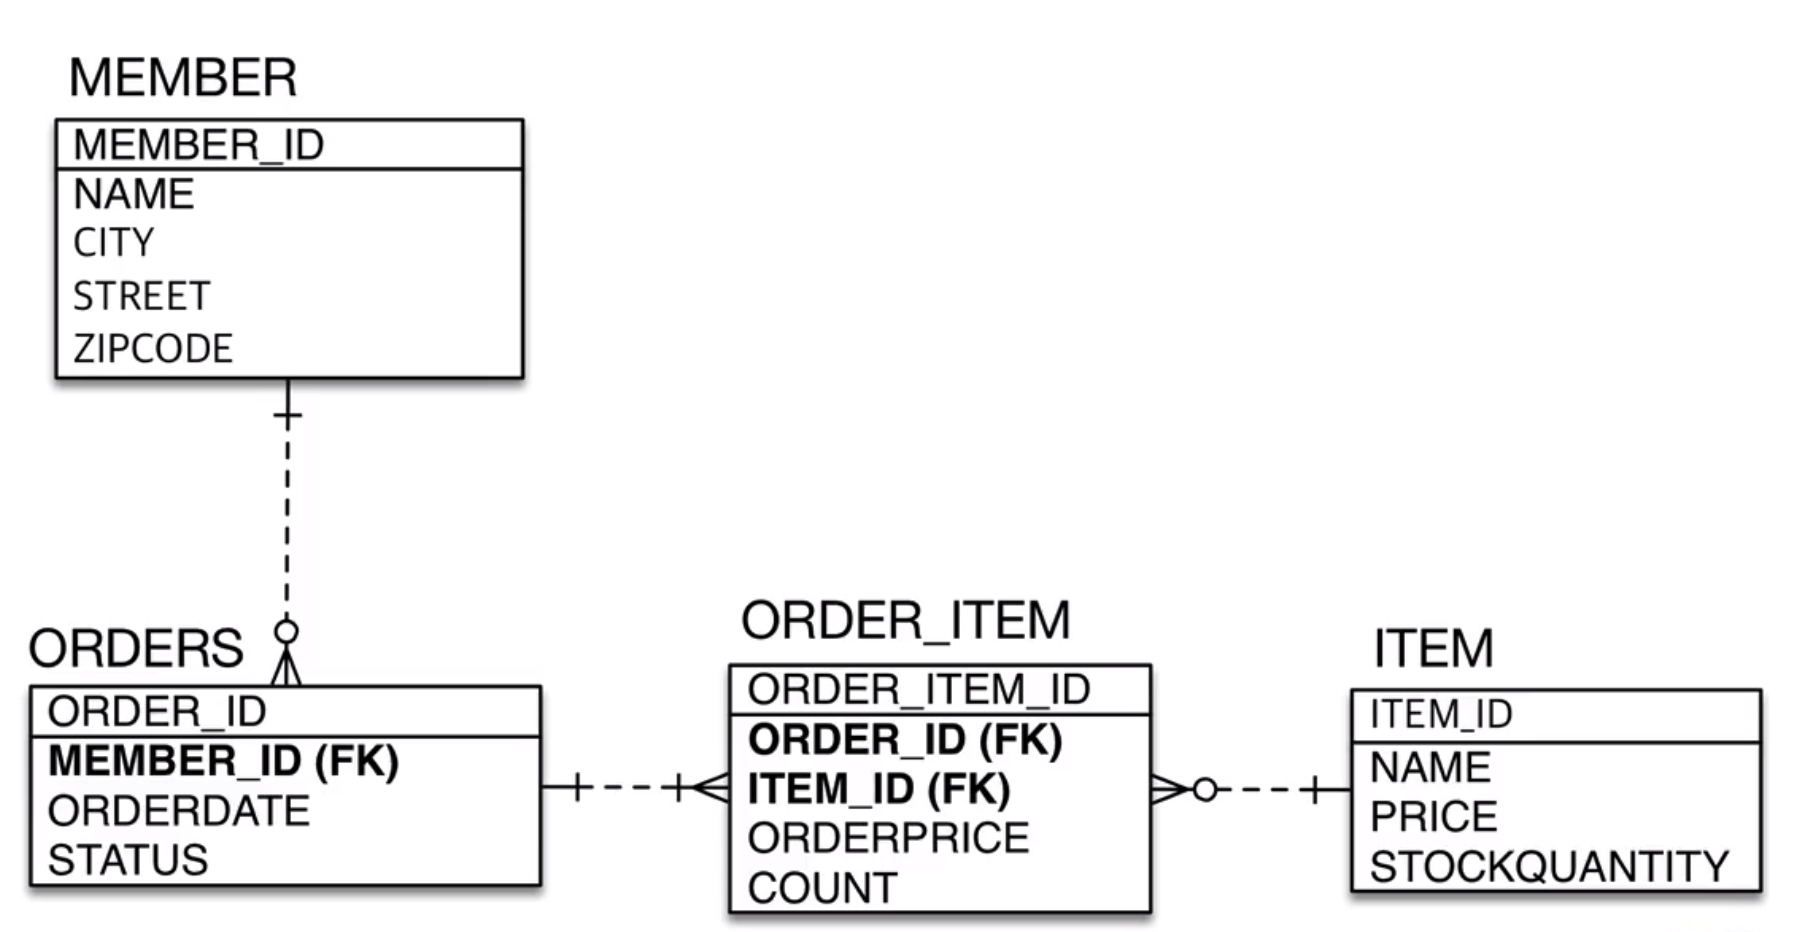 MEMBER
MEMBER_ID
NAME
CITY
STREET
ZIPCODE
ORDERS
ORDER_ID
MEMBER_ID (FK)
ORDERDATE
STATUS
ORDER_ITEM
ORDER_ITEM_ID
ORDER_ID (FK)
ITEM_ID (FK)
ORDERPRICE
COUNT
ITEM
ITEM_ID
NAME
PRICE
STOCKQUANTITY